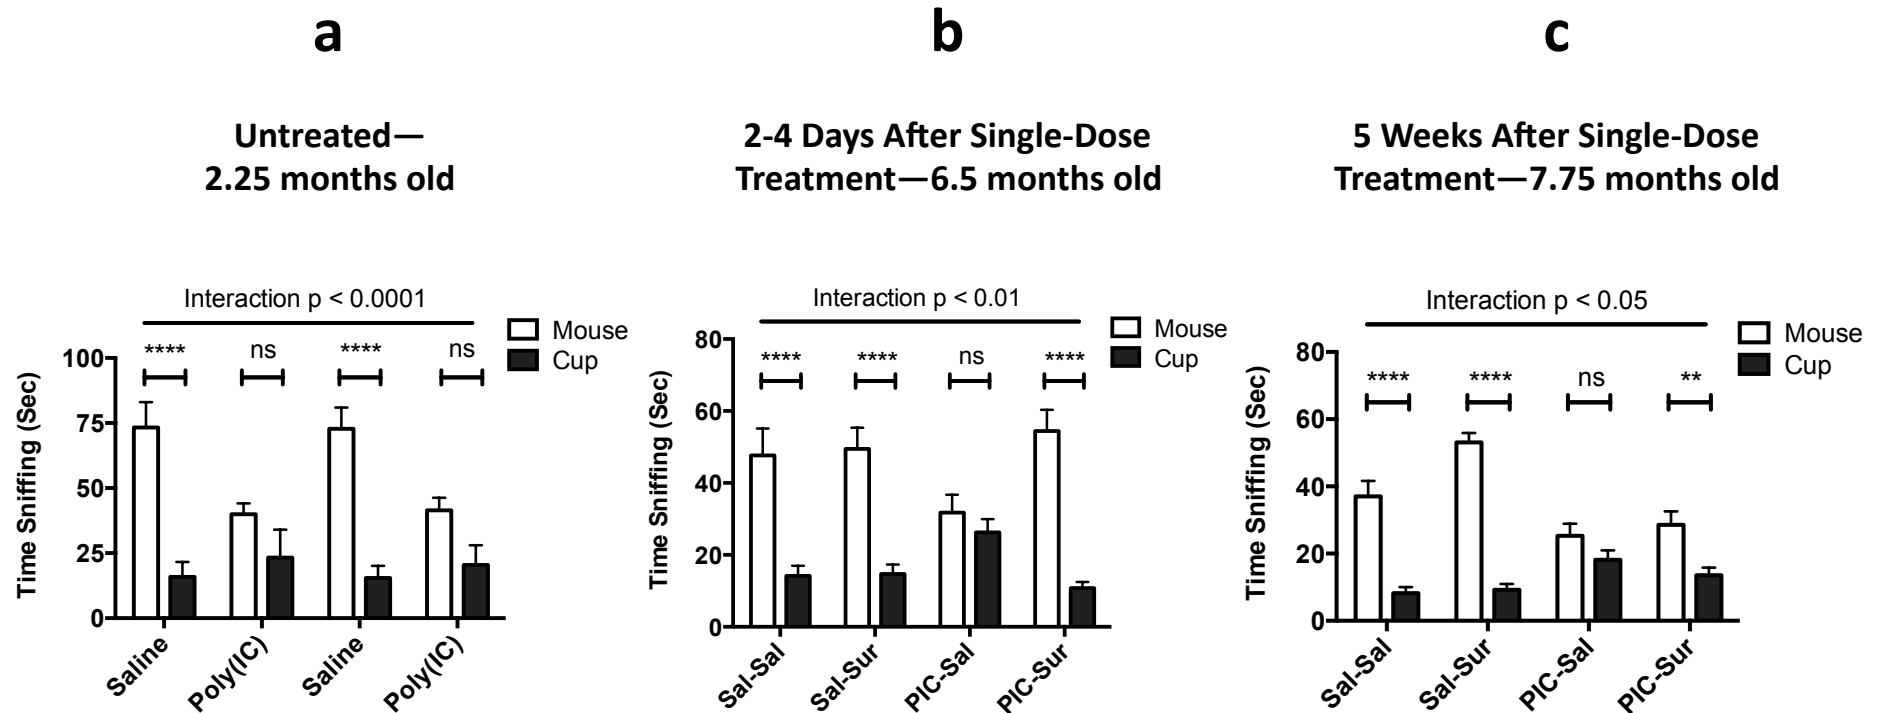 a
Untreated—
2.25 months old
Interaction p < 0.0001
Mouse
Cup
**** ns **** ns
100
75
50
25
0
Time Sniffing (Sec)
Saline Poly(IC) Saline Poly(IC)
b
2-4 Days After Single-Dose
Treatment—6.5 months old
Interaction p < 0.01
Mouse
Cup
**** **** ns ****
80
60
40
20
0
Time Sniffing (Sec)
Sal-Sal Sal-Sur PIC-Sal PIC-Sur
c
5 Weeks After Single-Dose
Treatment—7.75 months old
Interaction p < 0.05
Mouse
Cup
**** **** ns **
80
60
40
20
0
Time Sniffing (Sec)
Sal-Sal Sal-Sur PIC-Sal PIC-Sur